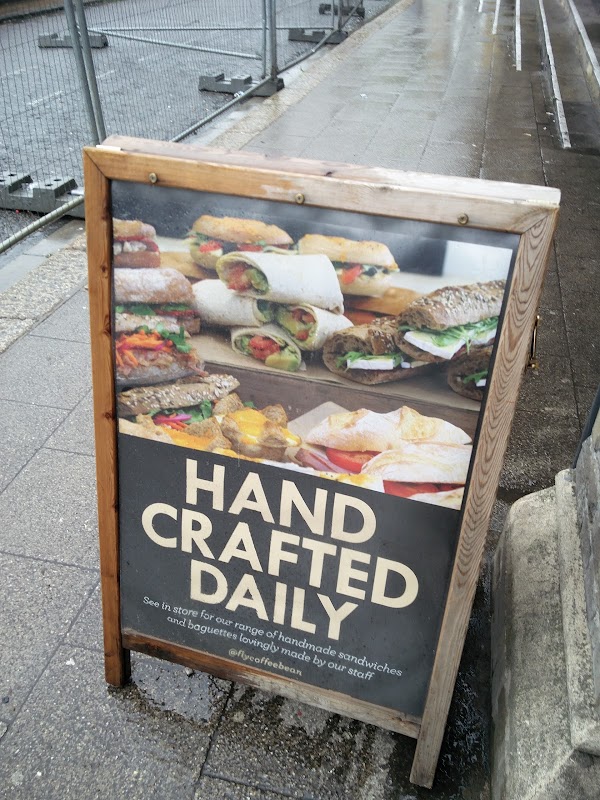 HAND
CRAFTED
DAILY
See in store for our range of handmade sandwiches
and baguettes lovingly made by our staff
@flycoffeebean